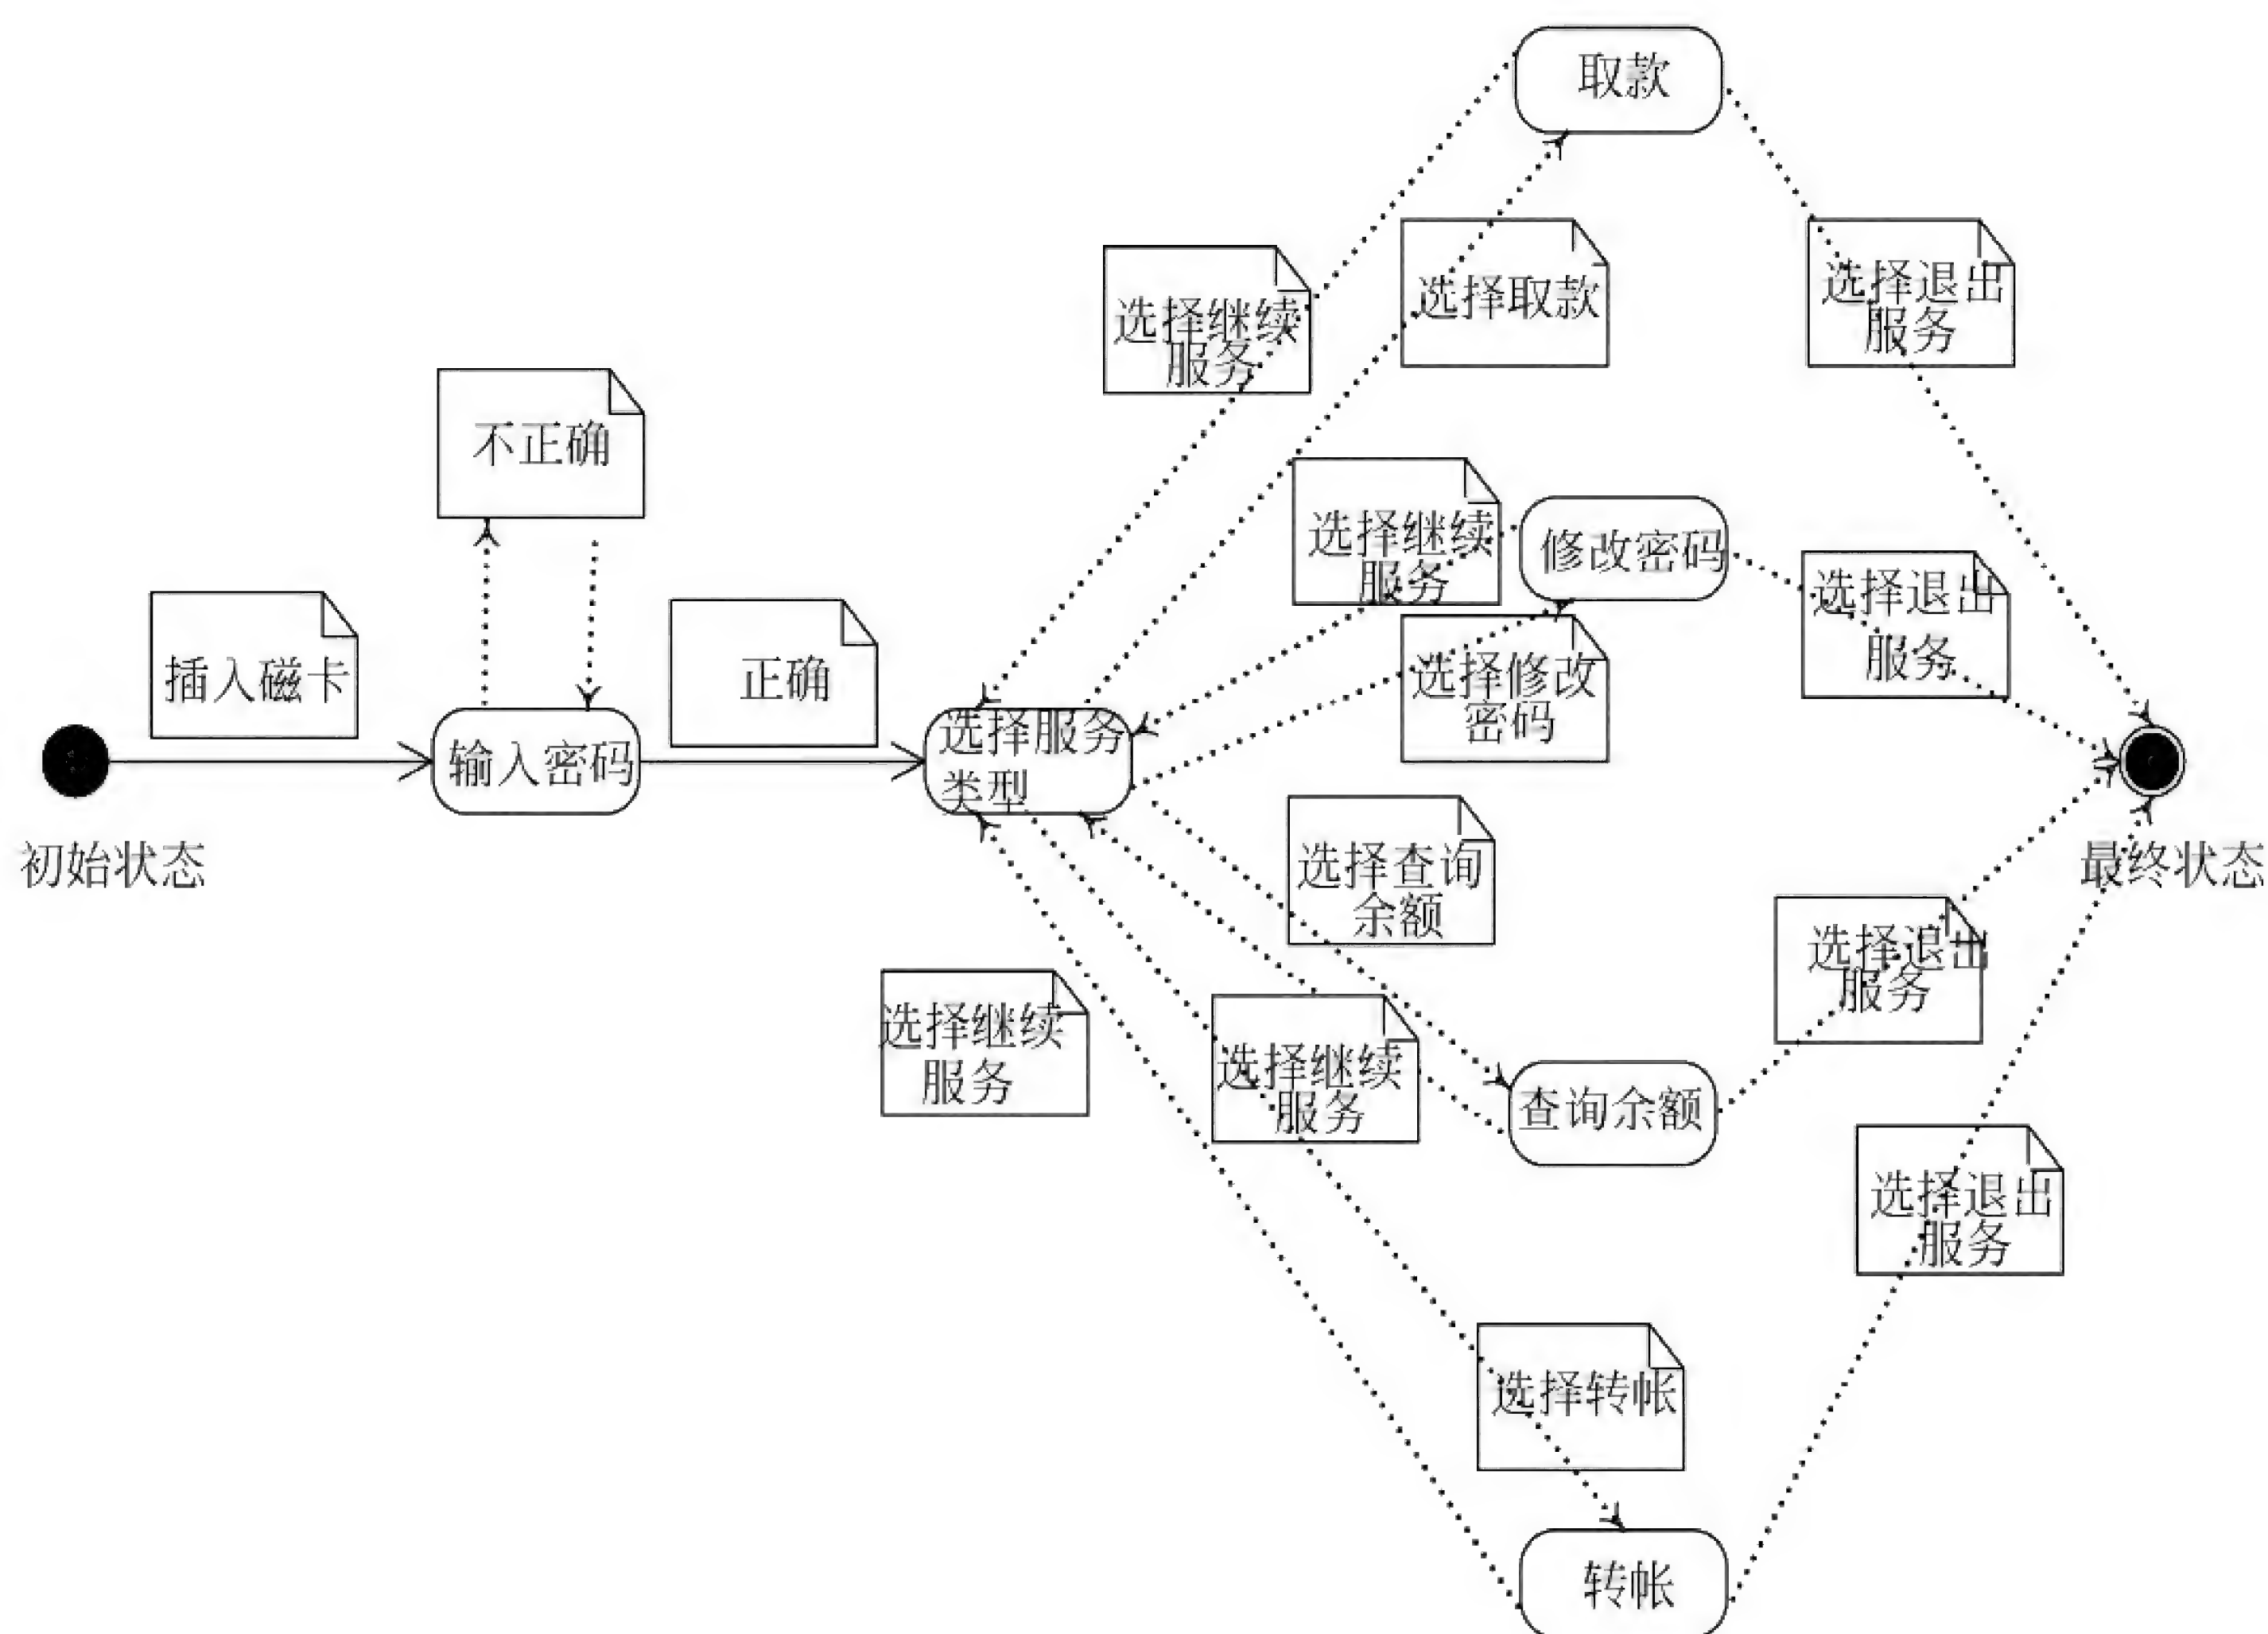 取款
选择继续
服务
选择取款
选择退出
服务
不正确
选择继续
服务
修改密码
选择退出
服务
插入磁卡
正确
选择修改
密码
输入密码
选择服务
类型
初始状态
最终状态
选择查询
余额
选择退出
服务
选择继续
服务
选择继续
服务
查询余额
选择退出
服务
选择转帐
转帐